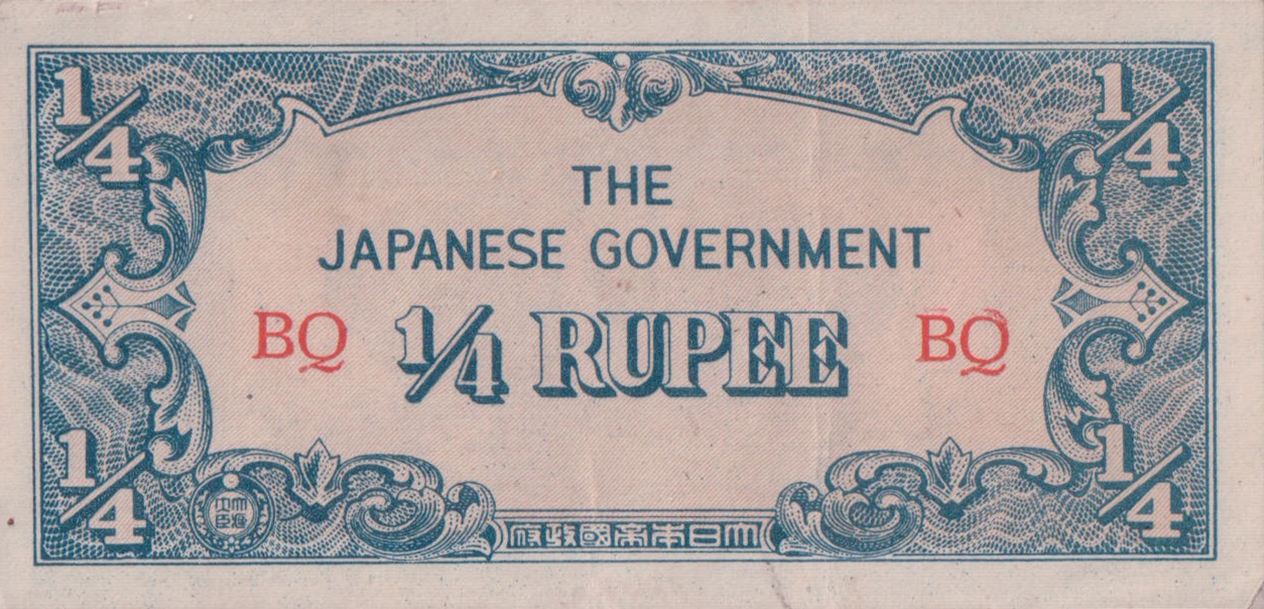 1/4 1/4
THE
JAPANESE GOVERNMENT
BQ 1/4 RUPEE BQ
1/4 1/4
府政國帝本日大